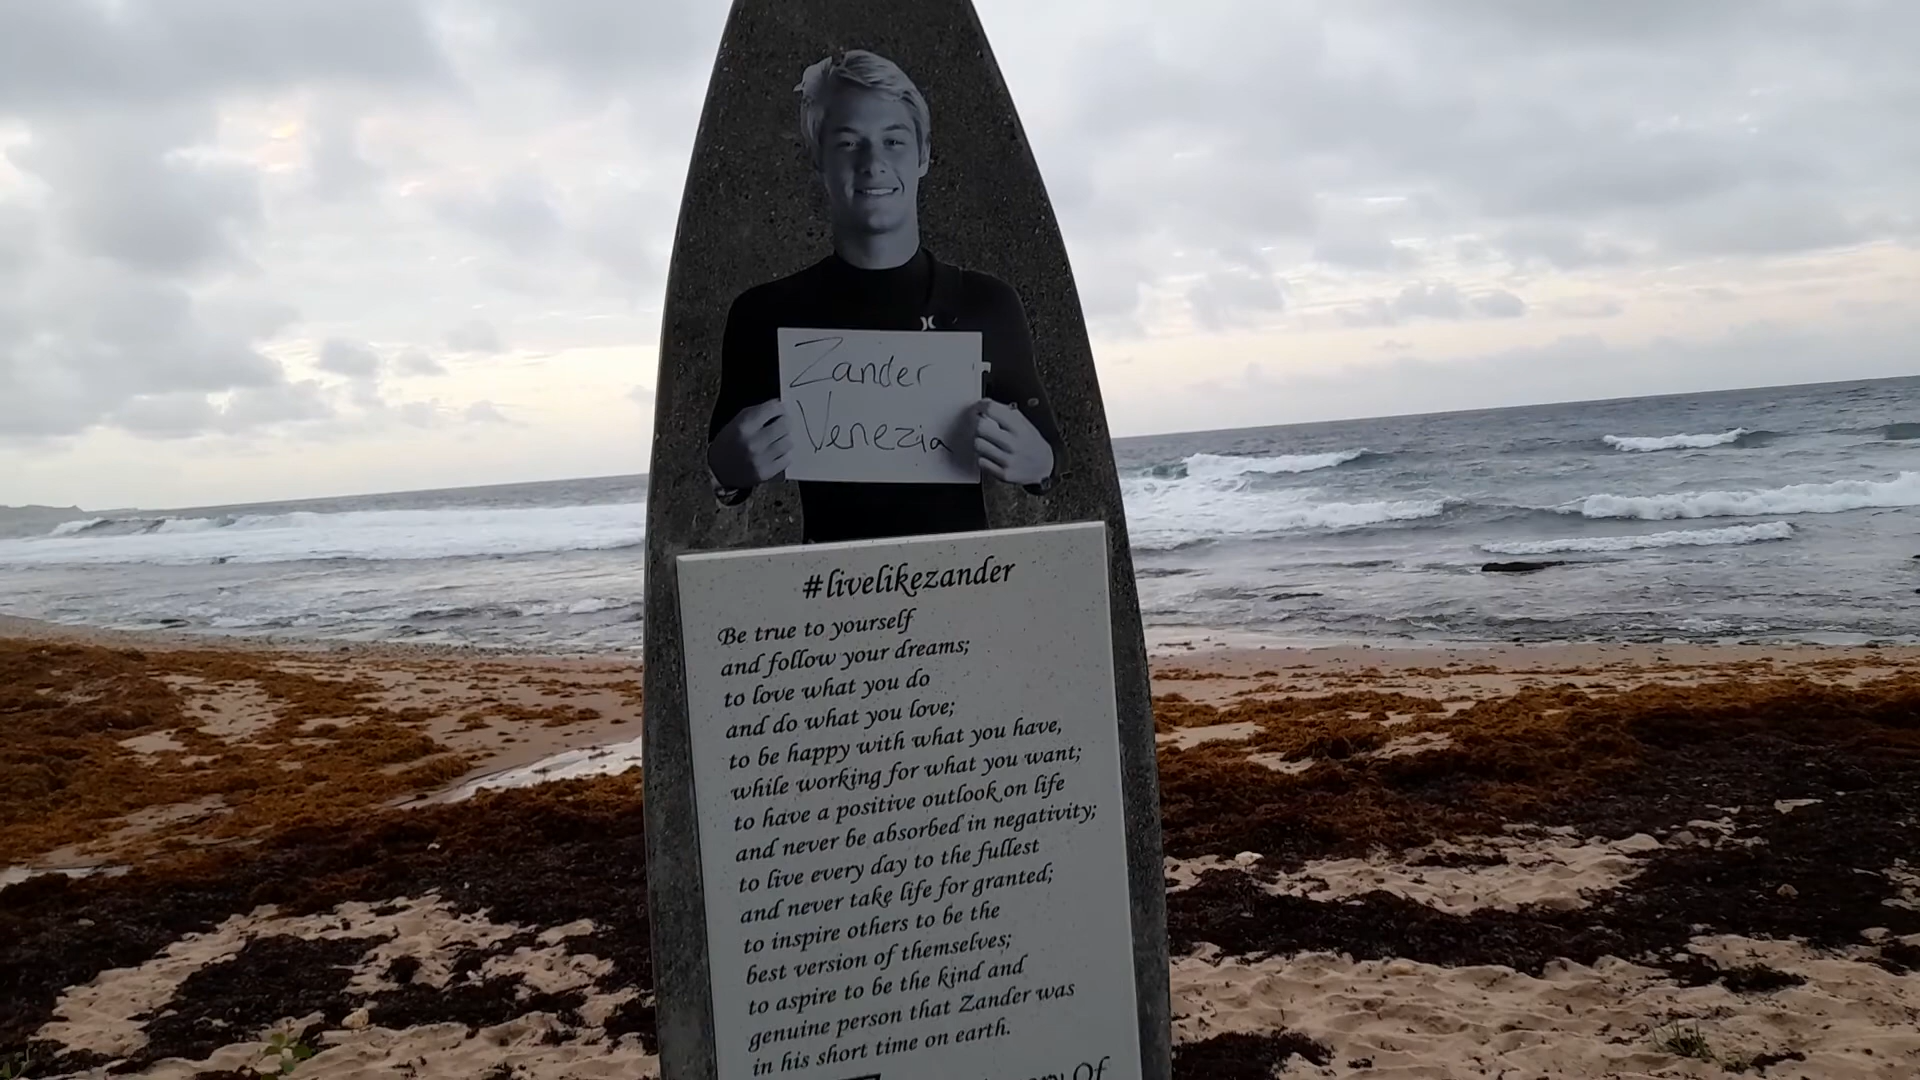 Zander
Venezia
#livelikezander
Be true to yourself
and follow your dreams;
to love what you do
and do what you love;
to be happy with what you have,
while working for what you want;
to have a positive outlook on life
and never be absorbed in negativity;
to live every day to the fullest
and never take life for granted;
to inspire others to be the
best version of themselves;
to aspire to be the kind and
genuine person that Zander was
in his short time on earth.
Of